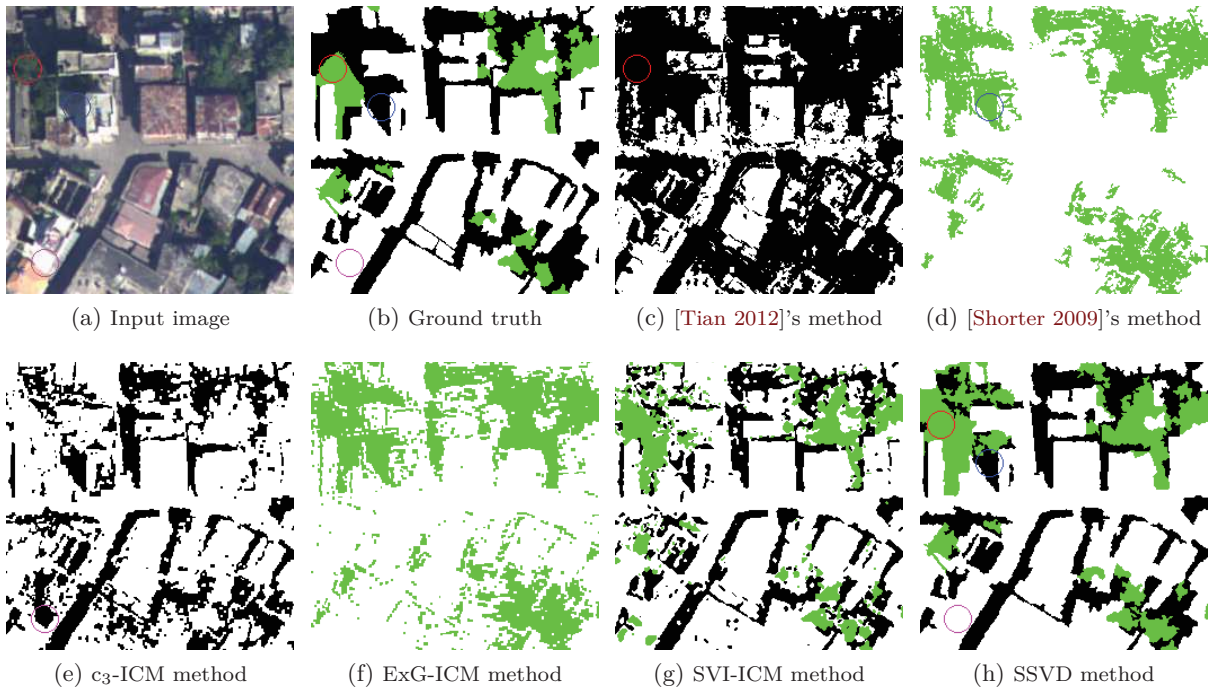 (a) Input image
(b) Ground truth
(c) [Tian 2012]'s method
(d) [Shorter 2009]'s method
(e) c₃-ICM method
(f) ExG-ICM method
(g) SVI-ICM method
(h) SSVD method